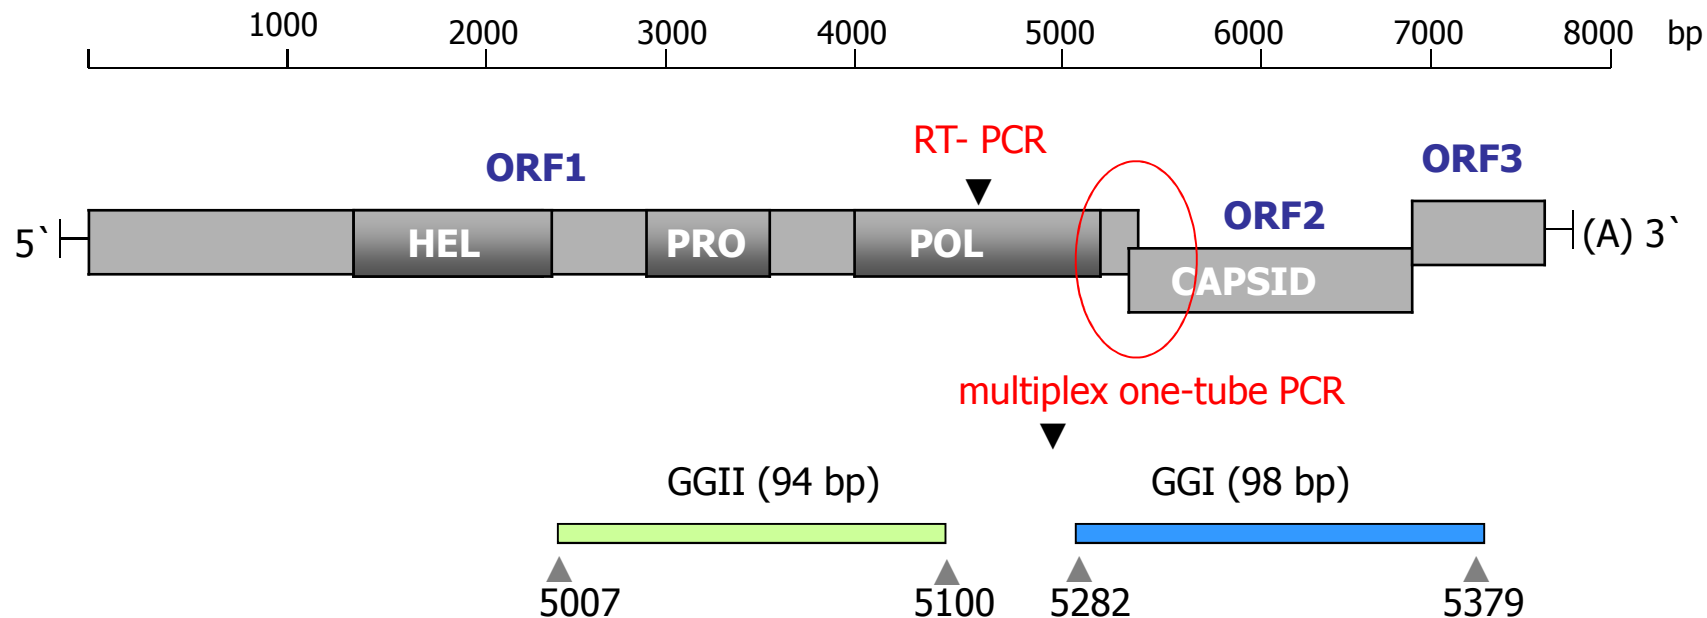 1000 2000 3000 4000 5000 6000 7000 8000 bp
RT- PCR
ORF1 ORF3
ORF2
5` HEL PRO POL (A) 3`
CAPSID
multiplex one-tube PCR
GGII (94 bp) GGI (98 bp)
5007 5100 5282 5379